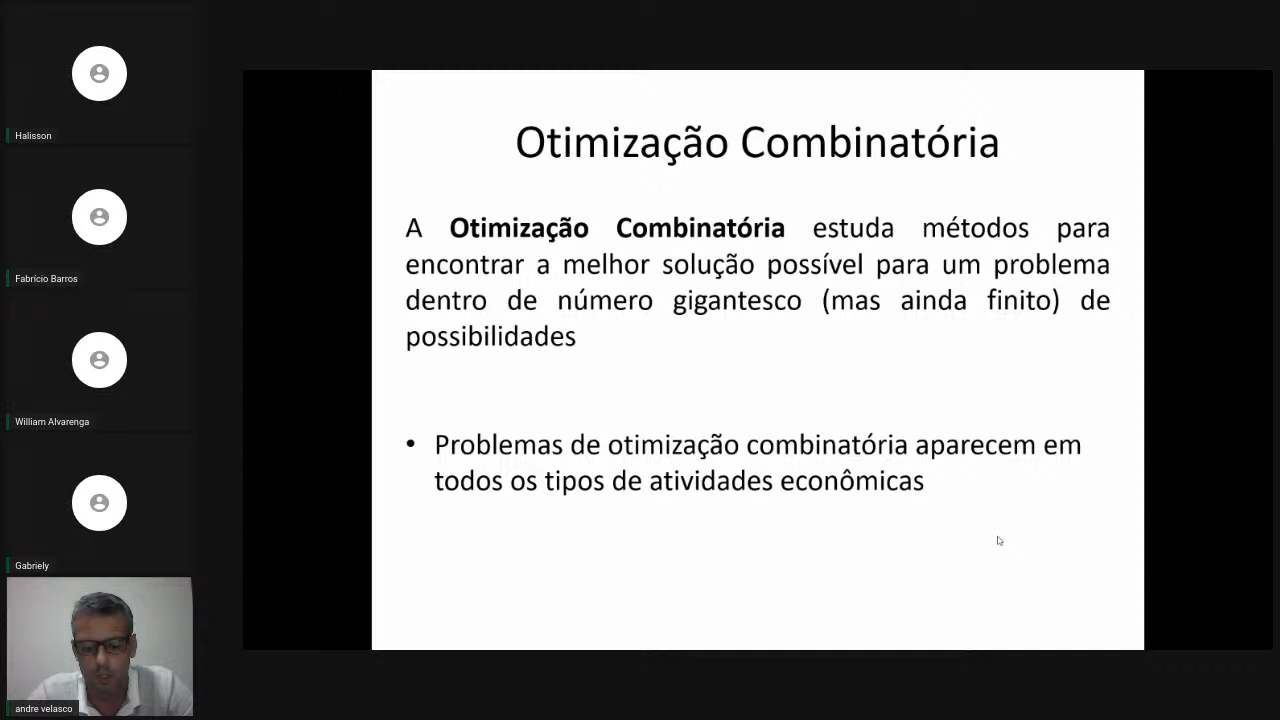 Halisson
Fabrício Barros
William Alvarenga
Gabriely
andre velasco
Otimização Combinatória
A Otimização Combinatória estuda métodos para
encontrar a melhor solução possível para um problema
dentro de número gigantesco (mas ainda finito) de
possibilidades
• Problemas de otimização combinatória aparecem em
todos os tipos de atividades econômicas